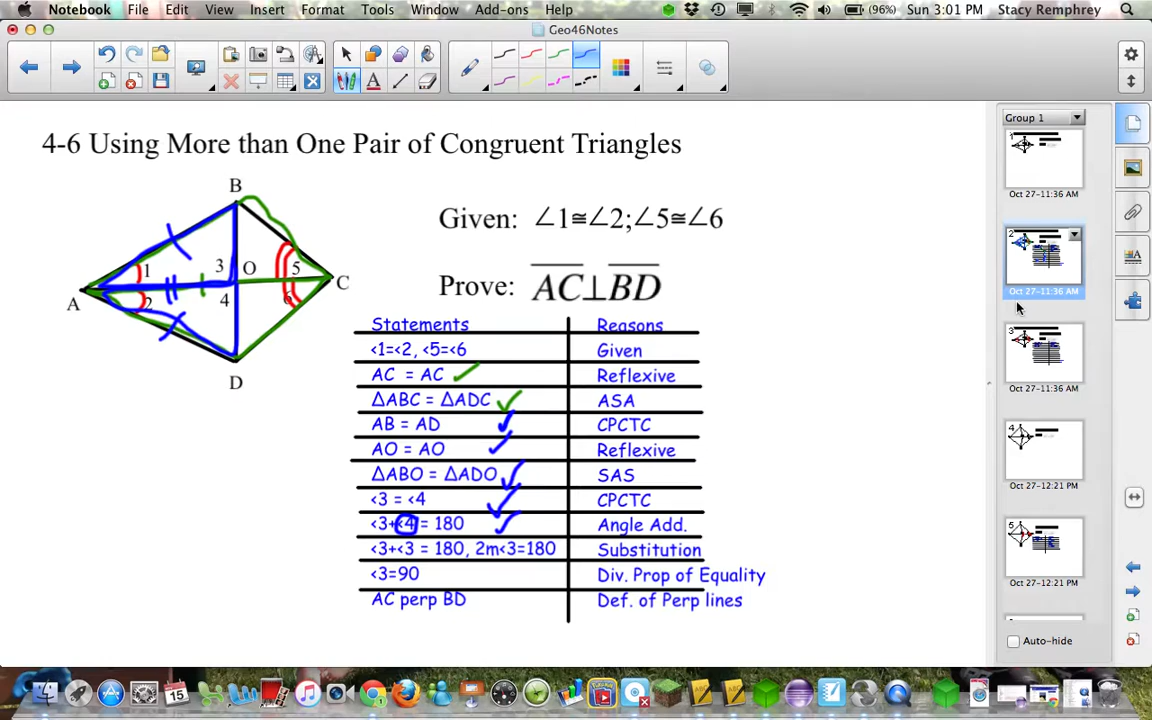 Notebook File Edit View Insert Format Tools Window Add-ons Help (96%) Sun 3:01 PM Stacy Remphrey
Geo46Notes
4-6 Using More than One Pair of Congruent Triangles
Given: ∠1≅∠2;∠5≅∠6
Prove: AC⊥BD
B
1
3 O
5
C
A
2
4
6
D
Statements Reasons
<1=<2, <5=<6 Given
AC = AC Reflexive
ΔABC = ΔADC ASA
AB = AD CPCTC
AO = AO Reflexive
ΔABO = ΔADO SAS
<3 = <4 CPCTC
<3+<4 = 180 Angle Add.
<3+<3 = 180, 2m<3=180 Substitution
<3=90 Div. Prop of Equality
AC perp BD Def. of Perp lines
Group 1
1
Oct 27-11:36 AM
2
Oct 27-11:36 AM
3
Oct 27-11:36 AM
4
Oct 27-12:21 PM
5
Oct 27-12:21 PM
Auto-hide
15